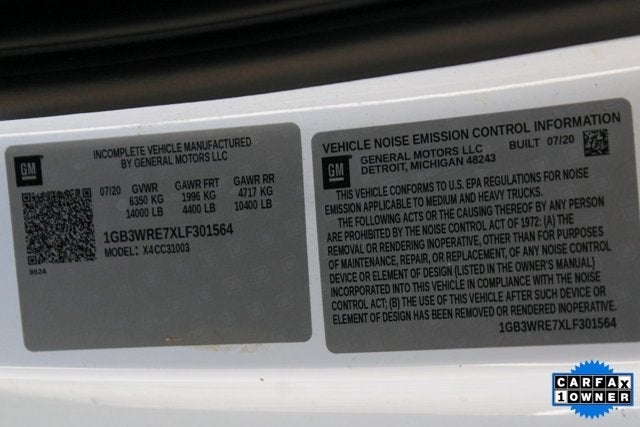 INCOMPLETE VEHICLE MANUFACTURED
BY GENERAL MOTORS LLC
GM
07/20 GVWR GAWR FRT GAWR RR
6350 KG 1996 KG 4717 KG
14000 LB 4400 LB 10400 LB
1GB3WRE7XLF301564
MODEL: X4CC31003
8624
VEHICLE NOISE EMISSION CONTROL INFORMATION
GM
GENERAL MOTORS LLC BUILT 07/20
DETROIT, MICHIGAN 48243
THIS VEHICLE CONFORMS TO U.S. EPA REGULATIONS FOR NOISE
EMISSION APPLICABLE TO MEDIUM AND HEAVY TRUCKS.
THE FOLLOWING ACTS OR THE CAUSING THEREOF BY ANY PERSON
ARE PROHIBITED BY THE NOISE CONTROL ACT OF 1972: (A) THE
REMOVAL OR RENDERING INOPERATIVE, OTHER THAN FOR PURPOSES
OF MAINTENANCE, REPAIR, OR REPLACEMENT, OF ANY NOISE CONTROL
DEVICE OR ELEMENT OF DESIGN (LISTED IN THE OWNER'S MANUAL)
INCORPORATED INTO THIS VEHICLE IN COMPLIANCE WITH THE NOISE
CONTROL ACT; (B) THE USE OF THIS VEHICLE AFTER SUCH DEVICE OR
ELEMENT OF DESIGN HAS BEEN REMOVED OR RENDERED INOPERATIVE.
1GB3WRE7XLF301564
CARFAX
1 OWNER